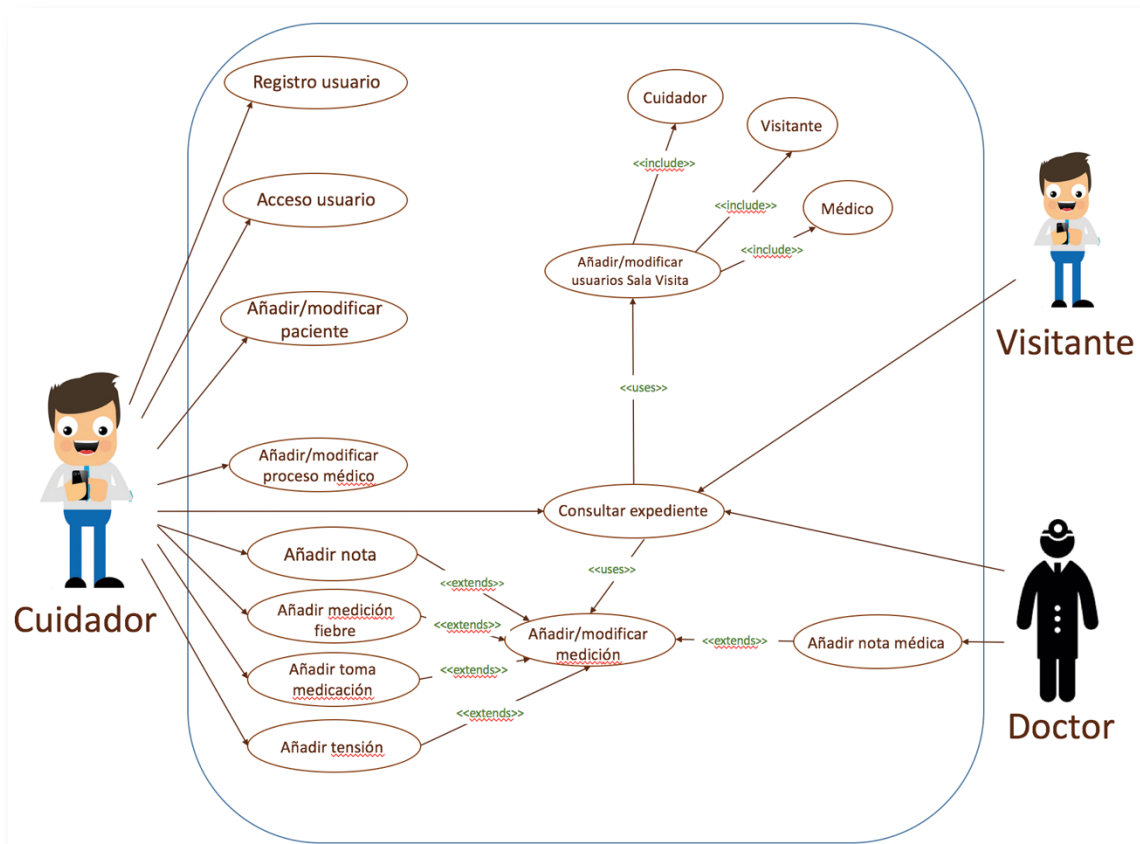 Registro usuario
Cuidador
Visitante
<<include>>
Acceso usuario
<<include>>
Médico
<<include>>
Añadir/modificar
usuarios Sala Visita
Añadir/modificar
paciente
Visitante
<<uses>>
Añadir/modificar
proceso médico
Consultar expediente
Añadir nota
<<uses>>
<<extends>>
Cuidador
Añadir medición
fiebre
<<extends>>
Añadir/modificar
medición
<<extends>>
Añadir nota médica
Añadir toma
medicación
<<extends>>
<<extends>>
Añadir tensión
Doctor